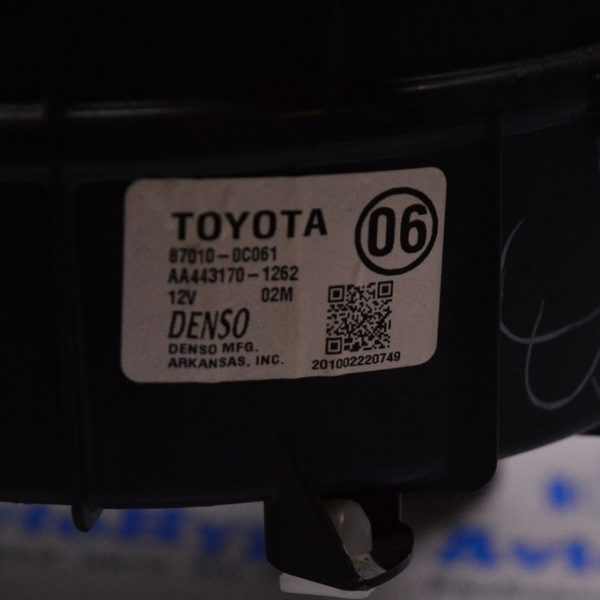 TOYOTA
06
87010-0C061
AA443170-1262
12V 02M
DENSO
DENSO MFG.
ARKANSAS, INC.
201002220749